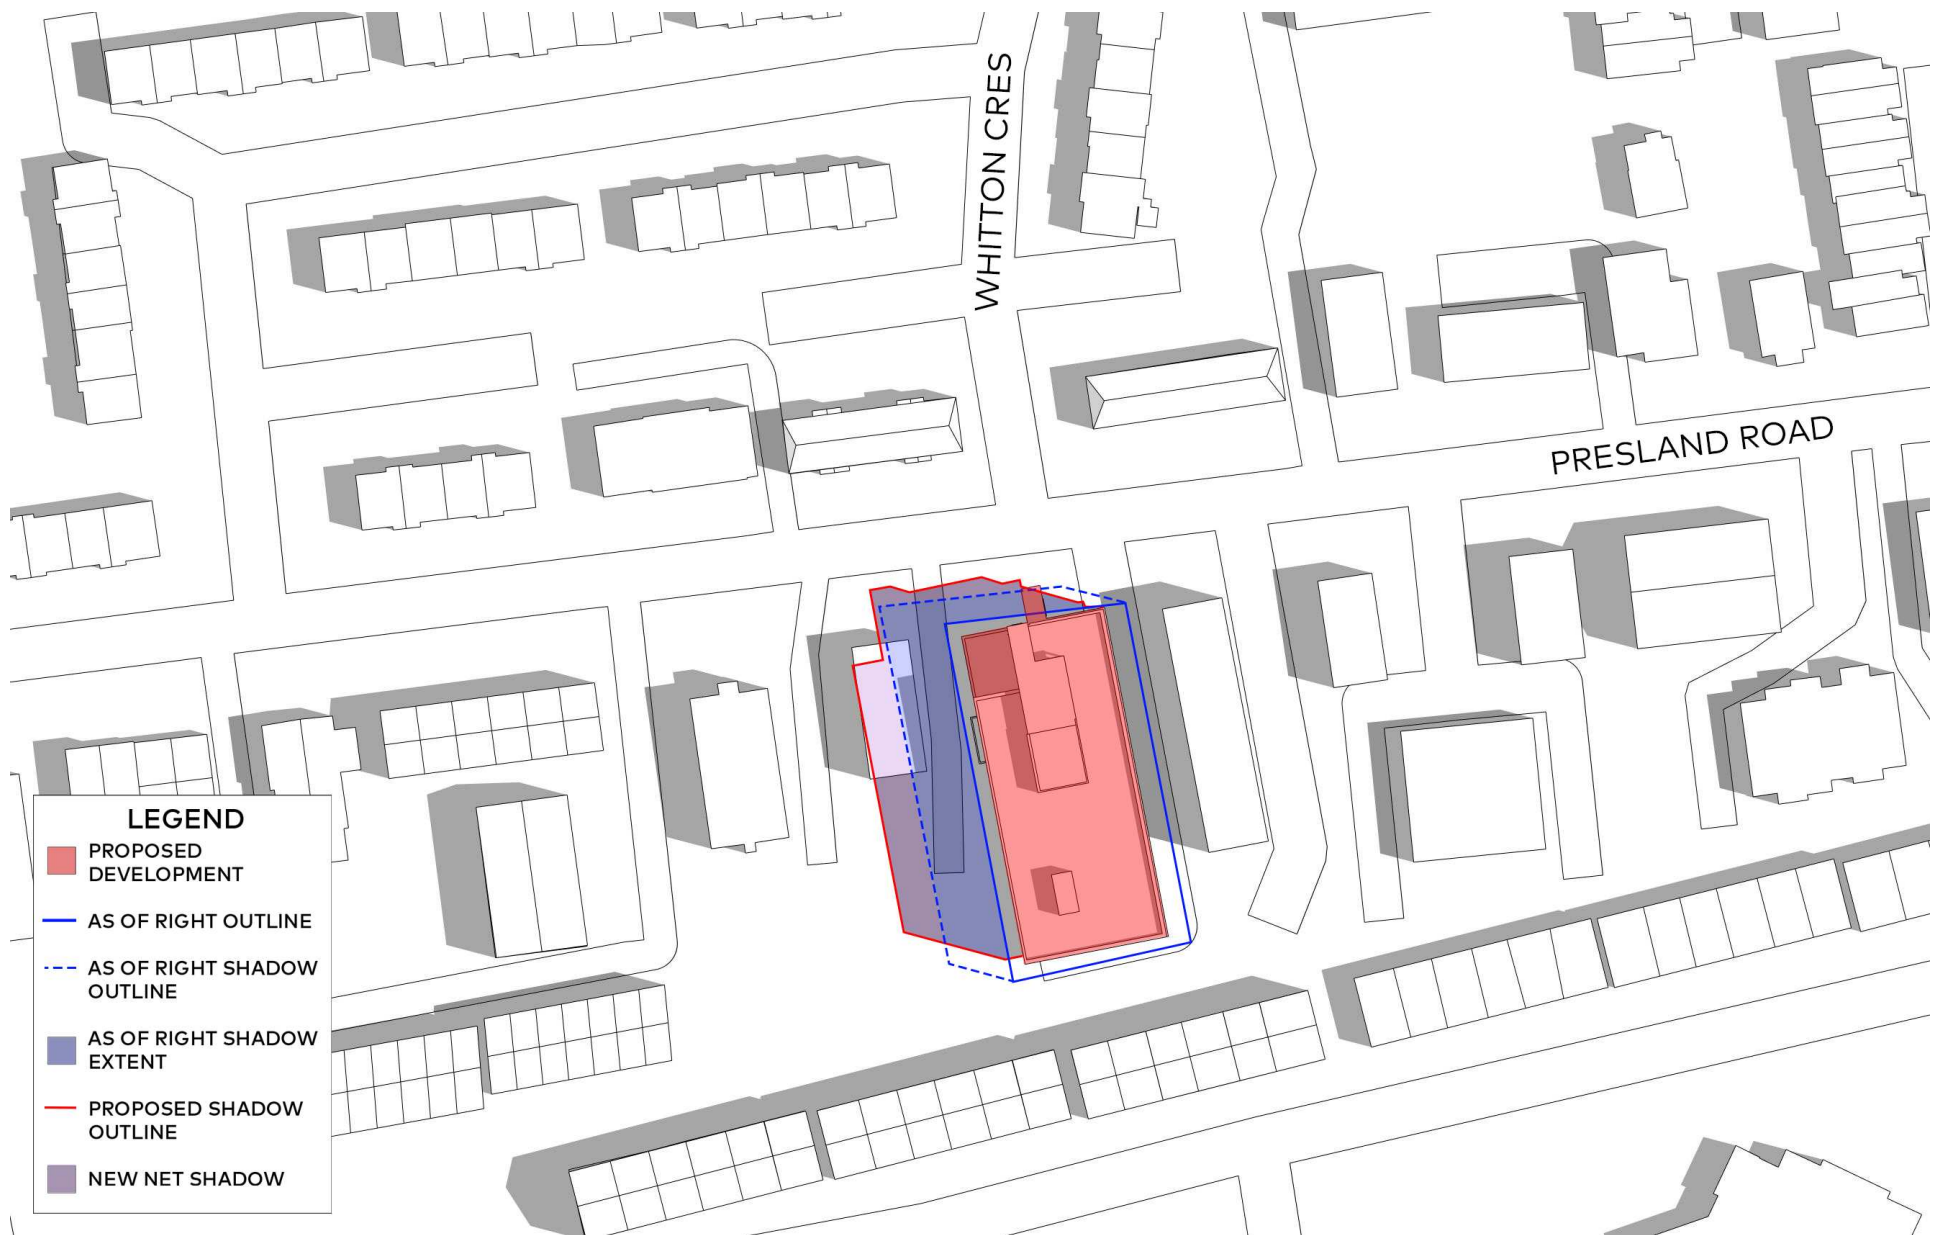 WHITTON CRES
PRESLAND ROAD
LEGEND
PROPOSED
DEVELOPMENT
AS OF RIGHT OUTLINE
AS OF RIGHT SHADOW
OUTLINE
AS OF RIGHT SHADOW
EXTENT
PROPOSED SHADOW
OUTLINE
NEW NET SHADOW